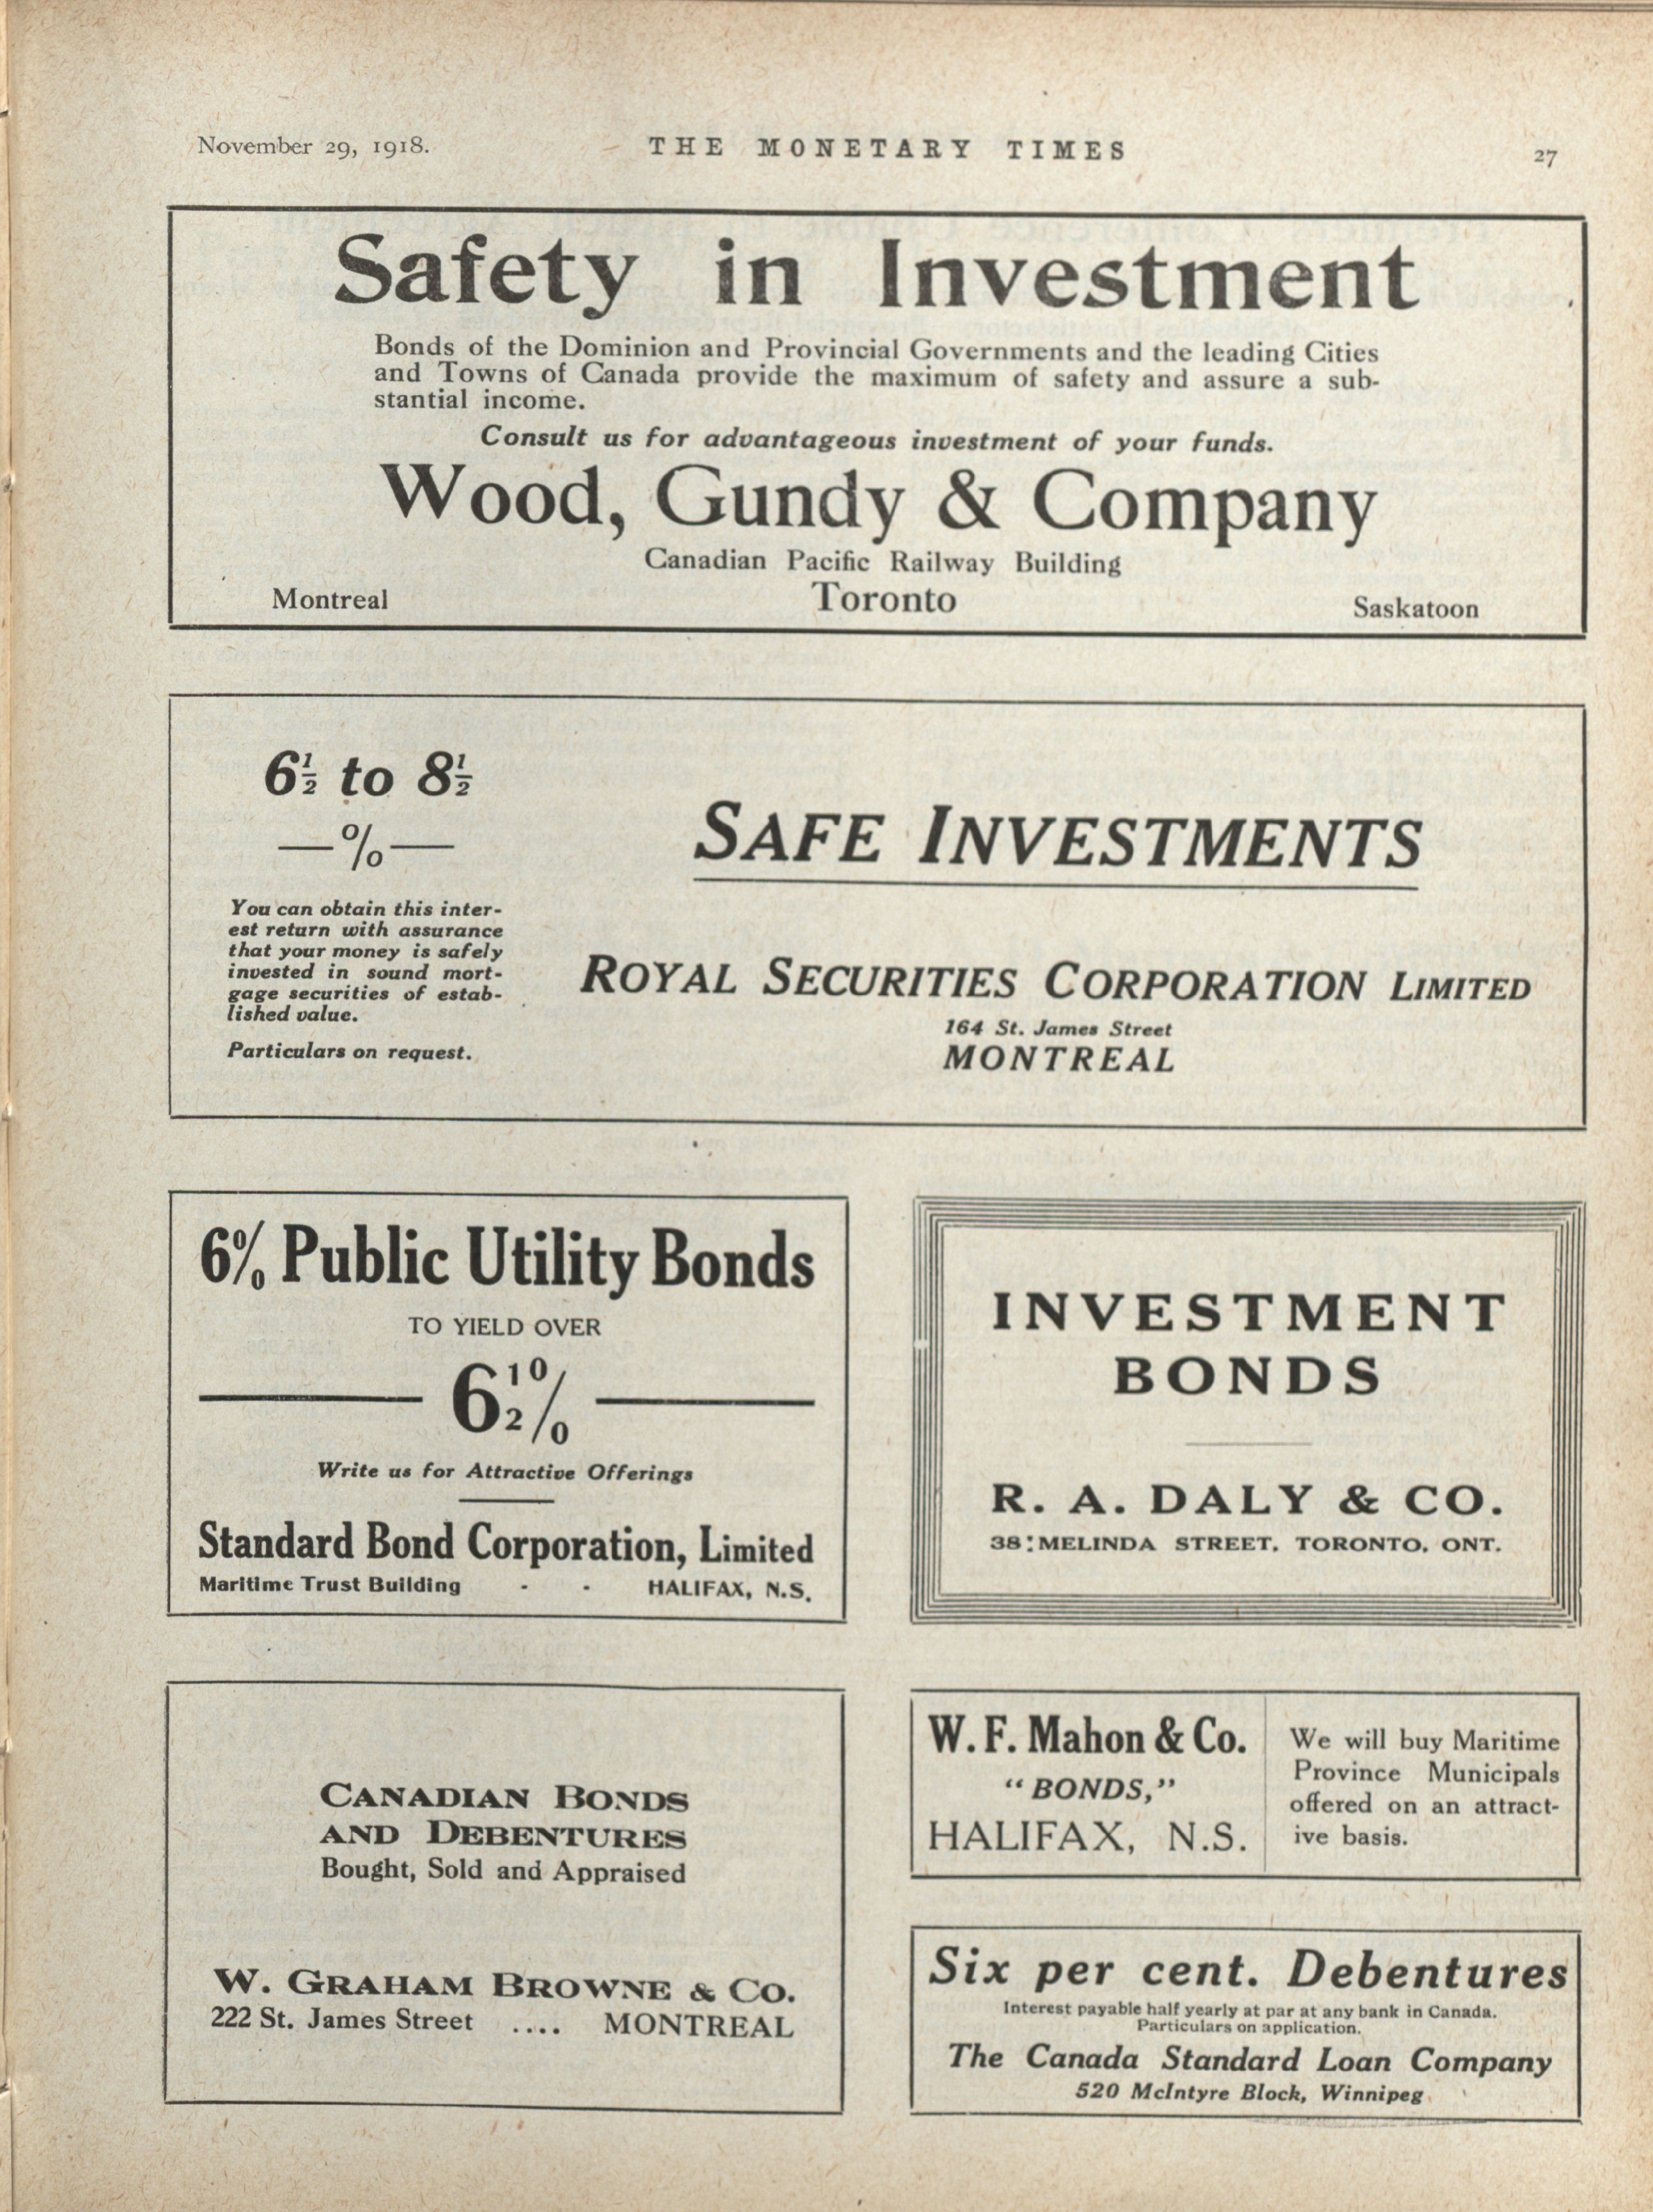 November 29, 1918.
THE MONETARY TIMES
27
Safety in Investment
Bonds of the Dominion and Provincial Governments and the leading Cities
and Towns of Canada provide the maximum of safety and assure a sub-
stantial income.
Consult us for advantageous investment of your funds.
Wood, Gundy & Company
Canadian Pacific Railway Building
Montreal
Toronto
Saskatoon
6½ to 8½
—%—
You can obtain this inter-
est return with assurance
that your money is safely
invested in sound mort-
gage securities of estab-
lished value.
Particulars on request.
SAFE INVESTMENTS
ROYAL SECURITIES CORPORATION LIMITED
164 St. James Street
MONTREAL
6% Public Utility Bonds
TO YIELD OVER
6½%
Write us for Attractive Offerings
Standard Bond Corporation, Limited
Maritime Trust Building - - HALIFAX, N.S.
INVESTMENT
BONDS
R. A. DALY & CO.
38 MELINDA STREET, TORONTO, ONT.
CANADIAN BONDS
AND DEBENTURES
Bought, Sold and Appraised
W. GRAHAM BROWNE & CO.
222 St. James Street .... MONTREAL
W. F. Mahon & Co.
"BONDS,"
HALIFAX, N.S.
We will buy Maritime
Province Municipals
offered on an attract-
ive basis.
Six per cent. Debentures
Interest payable half yearly at par at any bank in Canada.
Particulars on application.
The Canada Standard Loan Company
520 McIntyre Block, Winnipeg